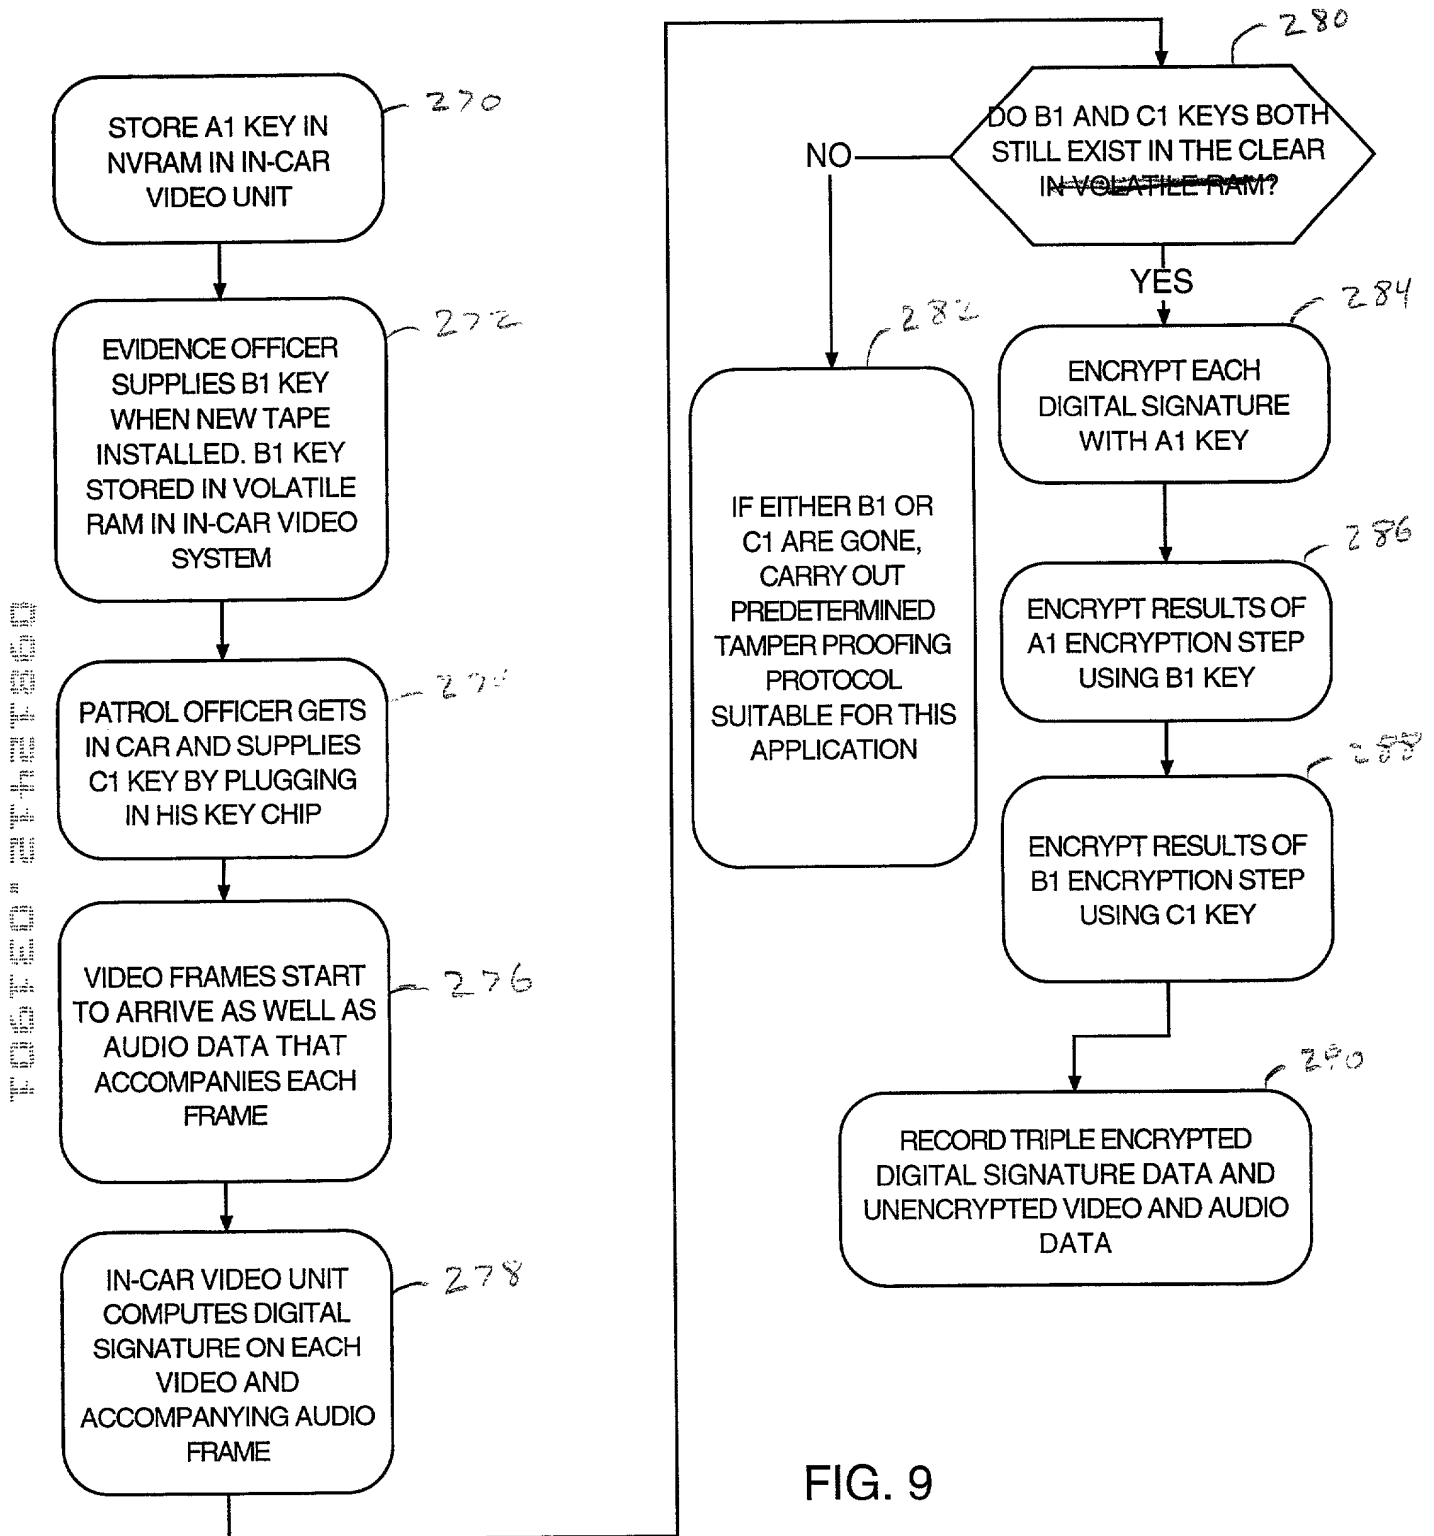 270
STORE A1 KEY IN
NVRAM IN IN-CAR
VIDEO UNIT
272
EVIDENCE OFFICER
SUPPLIES B1 KEY
WHEN NEW TAPE
INSTALLED. B1 KEY
STORED IN VOLATILE
RAM IN IN-CAR VIDEO
SYSTEM
PATROL OFFICER GETS
IN CAR AND SUPPLIES
C1 KEY BY PLUGGING
IN HIS KEY CHIP
276
VIDEO FRAMES START
TO ARRIVE AS WELL AS
AUDIO DATA THAT
ACCOMPANIES EACH
FRAME
278
IN-CAR VIDEO UNIT
COMPUTES DIGITAL
SIGNATURE ON EACH
VIDEO AND
ACCOMPANYING AUDIO
FRAME
280
DO B1 AND C1 KEYS BOTH
STILL EXIST IN THE CLEAR
IN VOLATILE RAM?
NO
YES
282
IF EITHER B1 OR
C1 ARE GONE,
CARRY OUT
PREDETERMINED
TAMPER PROOFING
PROTOCOL
SUITABLE FOR THIS
APPLICATION
284
ENCRYPT EACH
DIGITAL SIGNATURE
WITH A1 KEY
286
ENCRYPT RESULTS OF
A1 ENCRYPTION STEP
USING B1 KEY
288
ENCRYPT RESULTS OF
B1 ENCRYPTION STEP
USING C1 KEY
290
RECORD TRIPLE ENCRYPTED
DIGITAL SIGNATURE DATA AND
UNENCRYPTED VIDEO AND AUDIO
DATA
FIG. 9